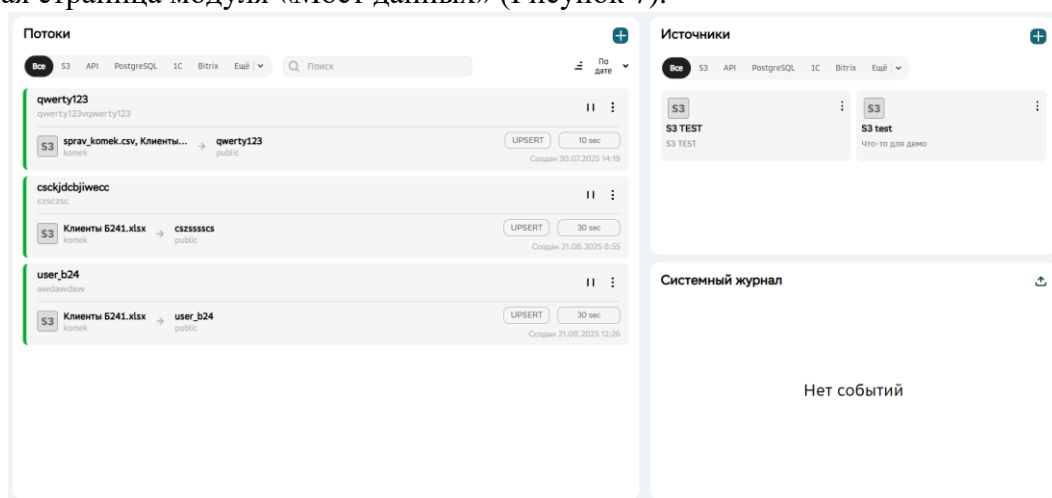 ая страница модуля «Мост данных» (Рисунок 7).
Потоки
Все S3 API PostgreSQL 1C Bitrix Ещё Поиск По дате
qwerty123
qwerty123vqwerty123
S3 sprav_komek.csv, Клиенты... → qwerty123 UPSERT 10 sec
komek public Создан 30.07.2025 14:19
csckjdcbjiwecc
czsczsc
S3 Клиенты Б241.xlsx → cszsssscs UPSERT 30 sec
komek public Создан 21.08.2025 8:55
user_b24
awdawdaw
S3 Клиенты Б241.xlsx → user_b24 UPSERT 30 sec
komek public Создан 21.08.2025 12:26
Источники
Все S3 API PostgreSQL 1C Bitrix Ещё
S3 S3
S3 TEST S3 test
S3 TEST Что-то для демо
Системный журнал
Нет событий